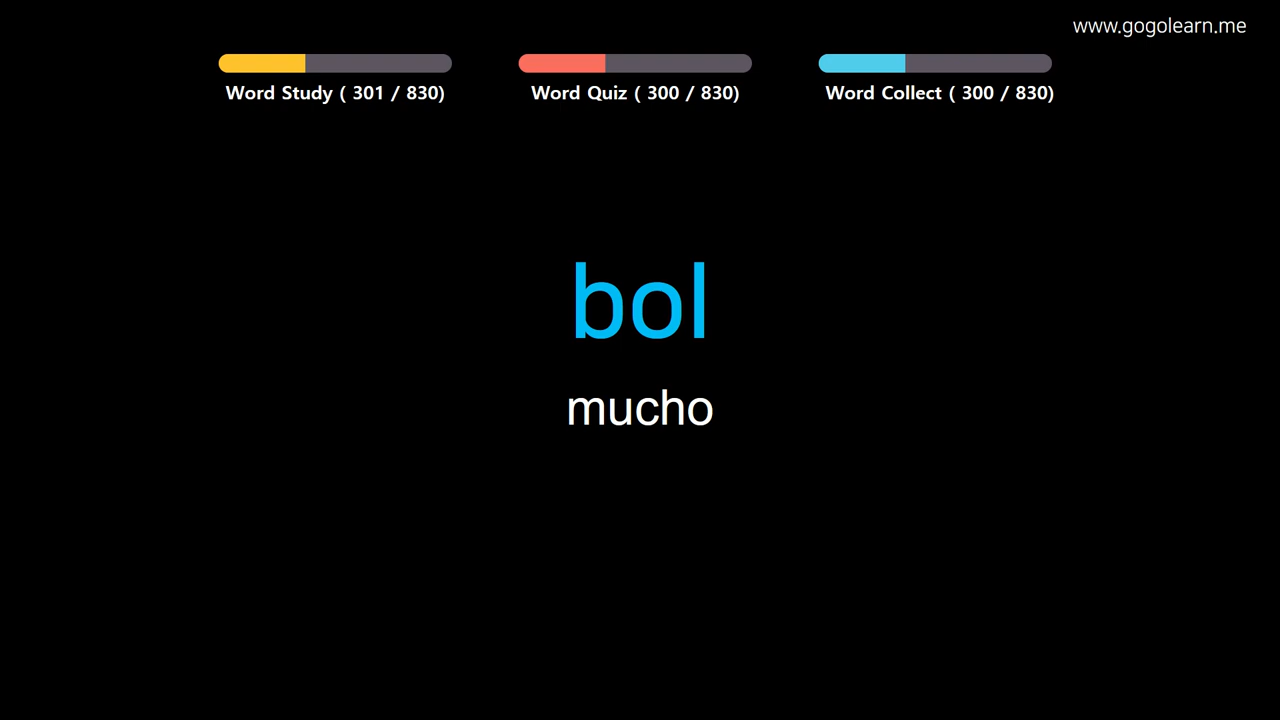 www.gogolearn.me
Word Study ( 301 / 830)
Word Quiz ( 300 / 830)
Word Collect ( 300 / 830)
bol
mucho